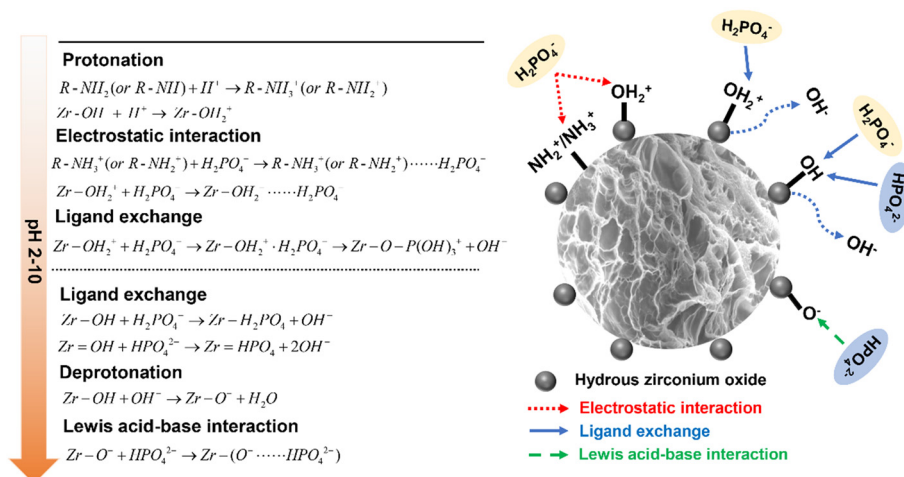 pH 2-10
Protonation
R-NH₂(or R-NH)+H⁺→R-NH₃⁺(or R-NH₂⁺)
Zr-OH + H⁺→Zr-OH₂⁺
Electrostatic interaction
R-NH₃⁺(or R-NH₂⁺)+H₂PO₄⁻→R-NH₃⁺(or R-NH₂⁺)······H₂PO₄⁻
Zr-OH₂⁺+H₂PO₄⁻→Zr-OH₂⁻······H₂PO₄⁻
Ligand exchange
Zr-OH₂⁺+H₂PO₄⁻→Zr-OH₂⁺·H₂PO₄⁻→Zr-O-P(OH)₃⁺+OH⁻
Ligand exchange
Zr-OH+H₂PO₄⁻→Zr-H₂PO₄+OH⁻
Zr=OH+HPO₄²⁻→Zr=HPO₄+2OH⁻
Deprotonation
Zr-OH+OH⁻→Zr-O⁻+H₂O
Lewis acid-base interaction
Zr-O⁻+HPO₄²⁻→Zr-(O⁻······HPO₄²⁻)
H₂PO₄⁻
H₂PO₄⁻
OH₂⁺
OH₂⁺
OH⁻
H₂PO₄⁻
NH₂⁺/NH₃⁺
OH
HPO₄²⁻
OH⁻
O⁻
HPO₄²⁻
Hydrous zirconium oxide
Electrostatic interaction
Ligand exchange
Lewis acid-base interaction